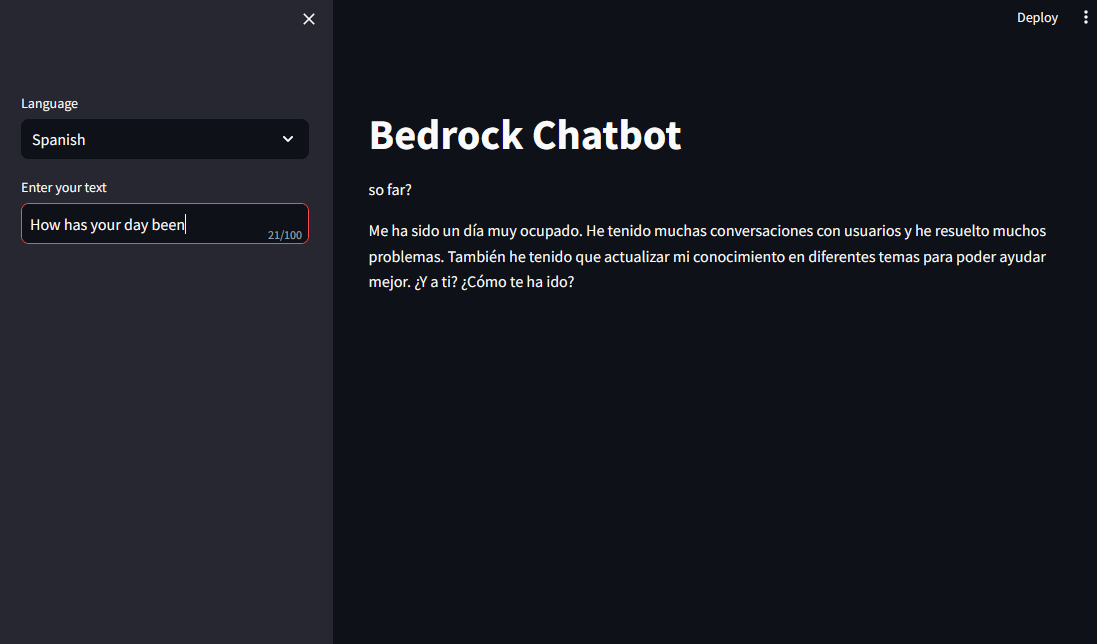 Deploy
Language
Spanish
Enter your text
How has your day been
21/100
Bedrock Chatbot
so far?
Me ha sido un día muy ocupado. He tenido muchas conversaciones con usuarios y he resuelto muchos
problemas. También he tenido que actualizar mi conocimiento en diferentes temas para poder ayudar
mejor. ¿Y a ti? ¿Cómo te ha ido?